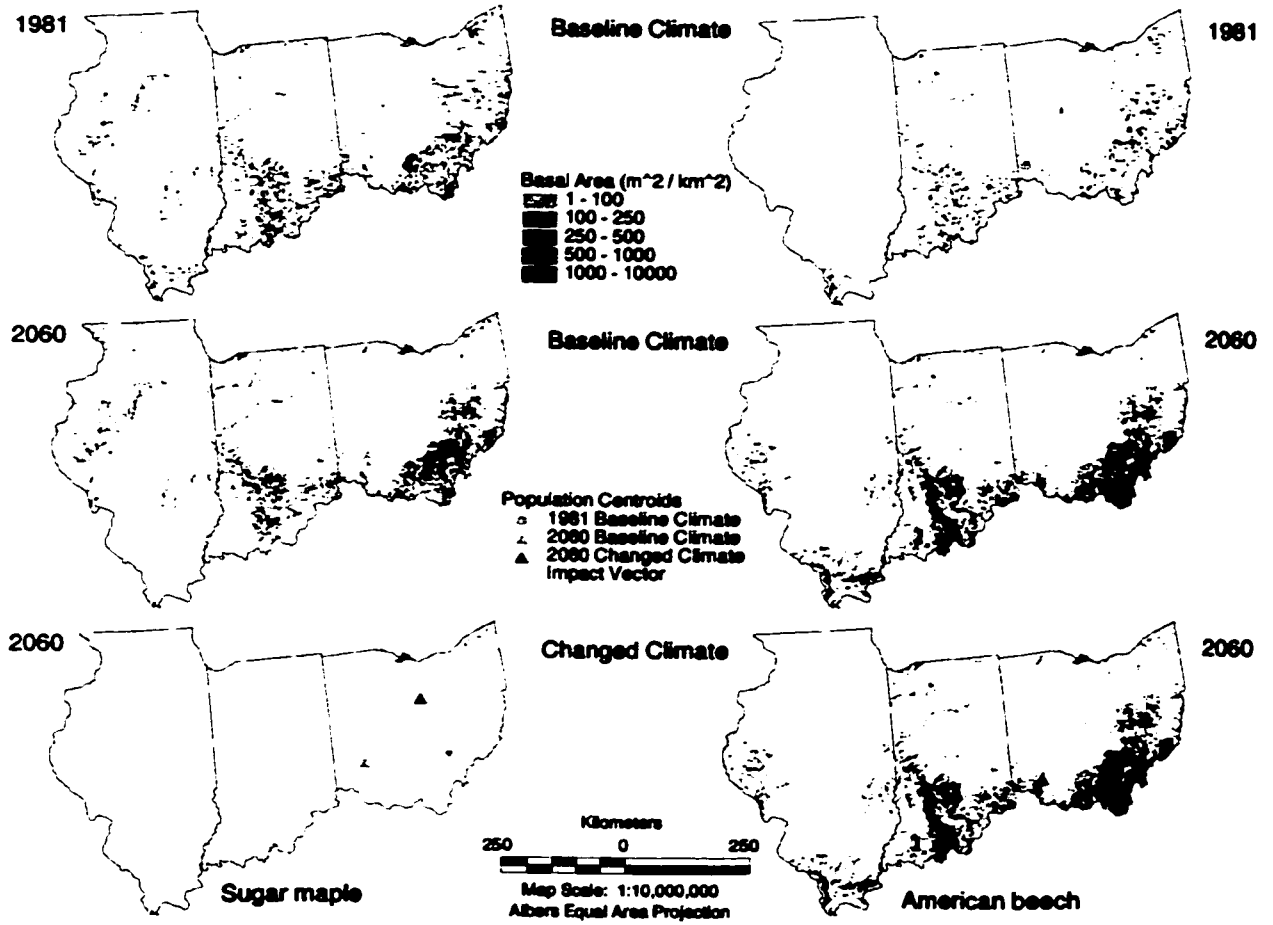 1981 Baseline Climate 1981
Basal Area (m^2 / km^2)
1 - 100
100 - 250
250 - 500
500 - 1000
1000 - 10000
2060 Baseline Climate 2060
Population Centroids
1981 Baseline Climate
2060 Baseline Climate
2060 Changed Climate
Impact Vector
2060 Changed Climate 2060
Kilometers
250 0 250
Map Scale: 1:10,000,000
Albers Equal Area Projection
Sugar maple
American beech